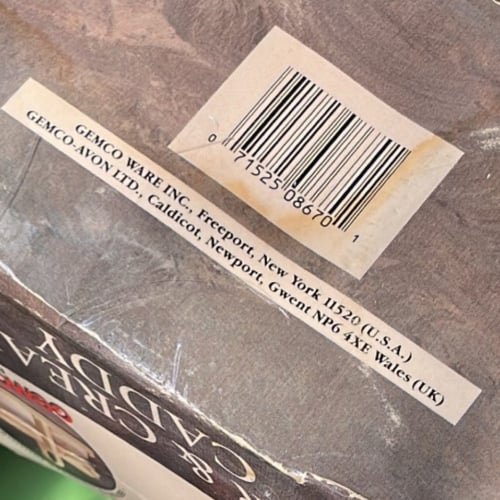 0 71525 08670 1
GEMCO WARE INC., Freeport, New York 11520 (U.S.A.)
GEMCO-AVON LTD., Caldicot, Newport, Gwent NP6 4XE Wales (UK)
& CREA
CADDY